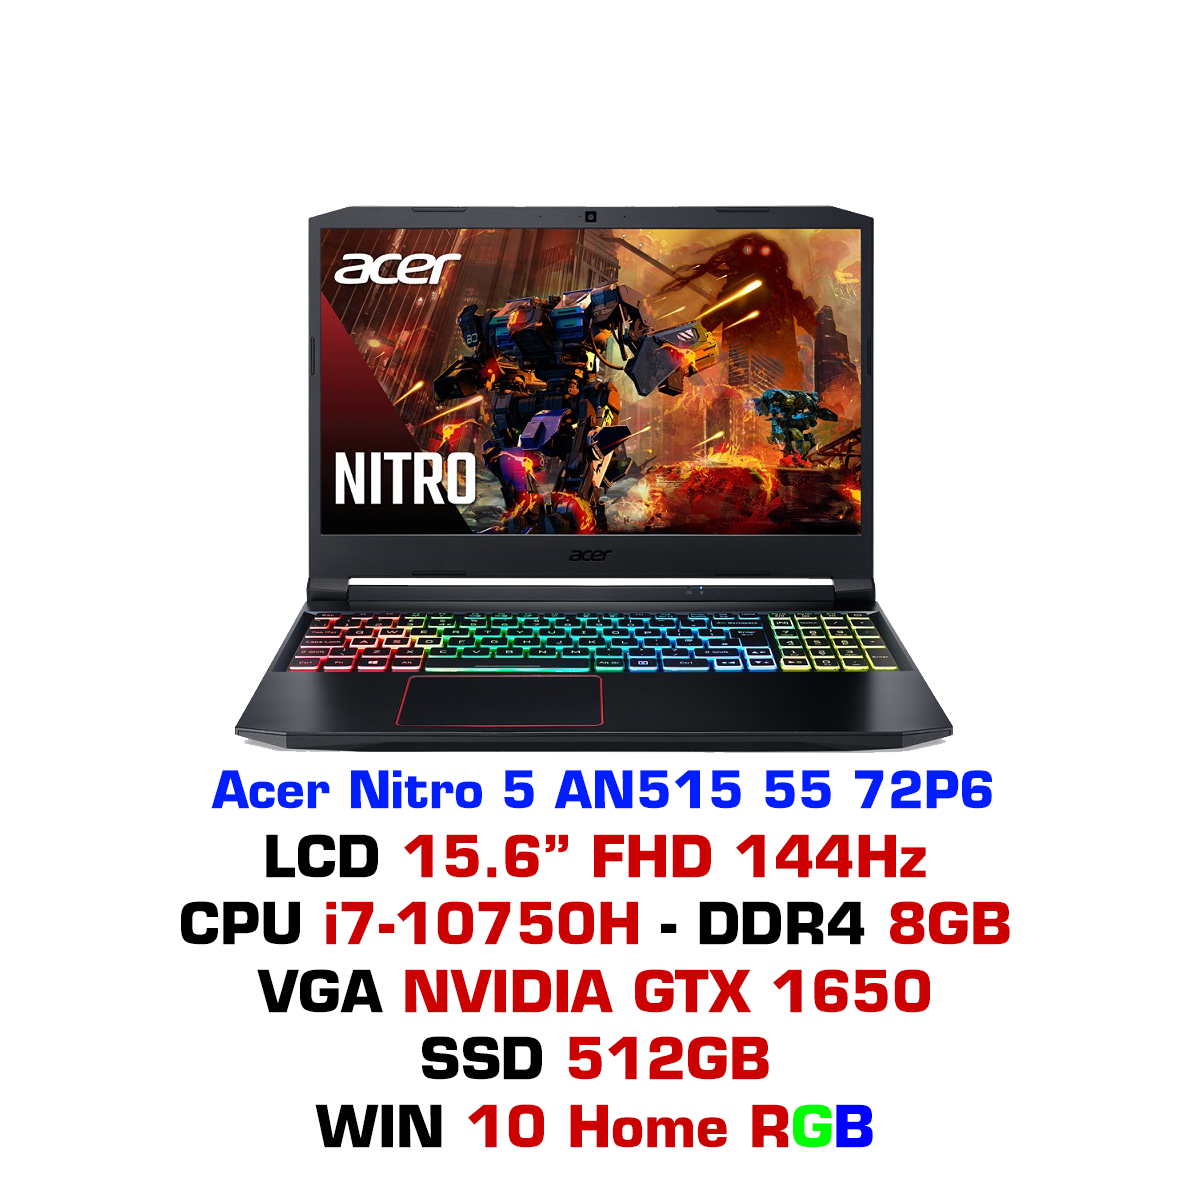 acer
NITRO
acer
Acer Nitro 5 AN515 55 72P6
LCD 15.6” FHD 144Hz
CPU i7-10750H - DDR4 8GB
VGA NVIDIA GTX 1650
SSD 512GB
WIN 10 Home RGB